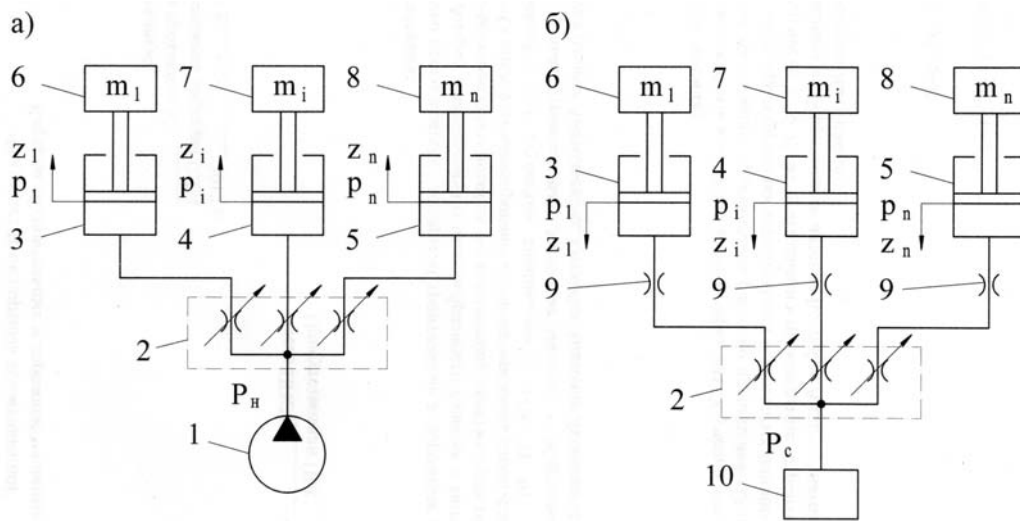 а) б)
6 7 8 6 7 8
m₁ mᵢ mₙ m₁ mᵢ mₙ
3 4 5
z₁ zᵢ zₙ
p₁ pᵢ pₙ p₁ pᵢ pₙ
3 4 5 z₁ zᵢ zₙ
9 9 9
2
Pн 2
1 Pс
10